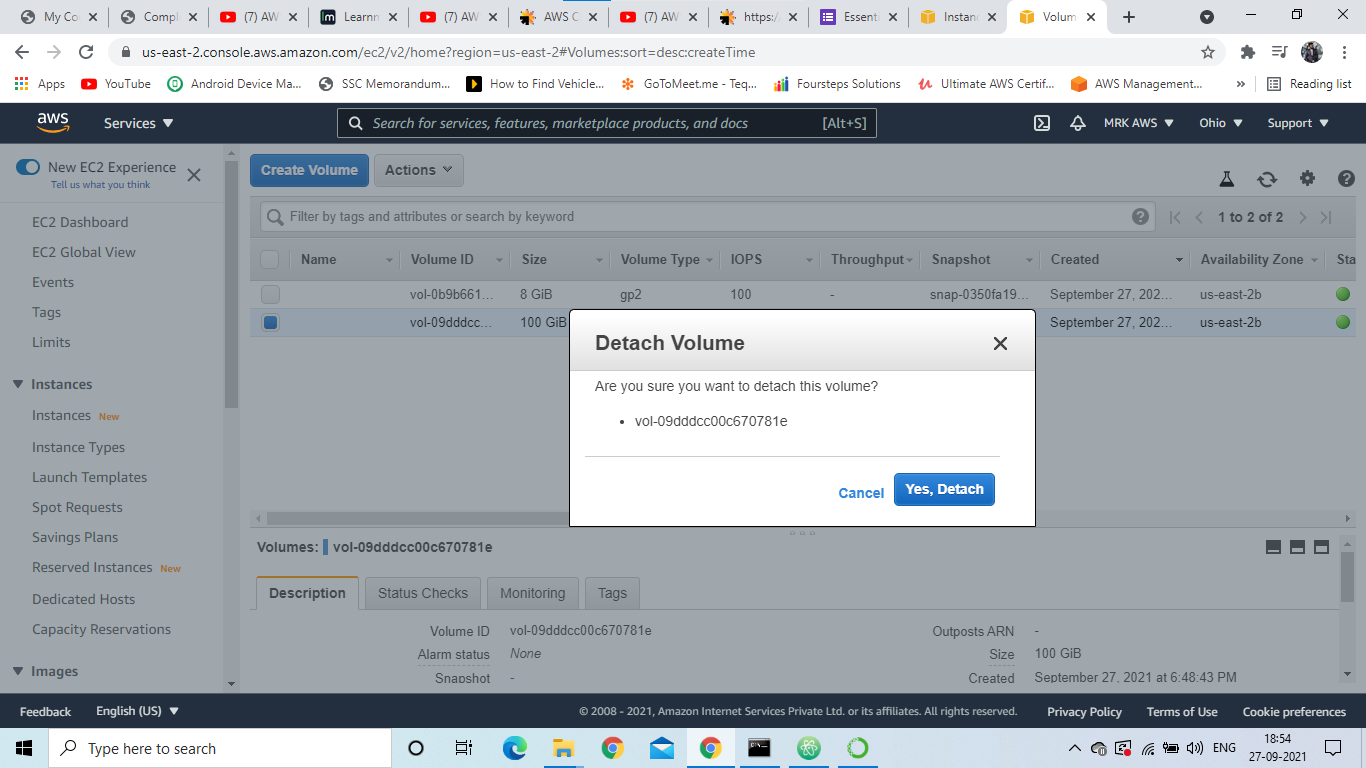 My Co
Compl
(7) AW
Learnn
(7) AW
AWS C
(7) AW
https:/
Essenti
Instanc
Volum
us-east-2.console.aws.amazon.com/ec2/v2/home?region=us-east-2#Volumes:sort=desc:createTime
Apps
YouTube
Android Device Ma...
SSC Memorandum...
How to Find Vehicle...
GoToMeet.me - Teq...
Foursteps Solutions
Ultimate AWS Certif...
AWS Management...
»
Reading list
aws
Services
Search for services, features, marketplace products, and docs [Alt+S]
MRK AWS
Ohio
Support
New EC2 Experience
Tell us what you think
EC2 Dashboard
EC2 Global View
Events
Tags
Limits
Instances
Instances New
Instance Types
Launch Templates
Spot Requests
Savings Plans
Reserved Instances New
Dedicated Hosts
Capacity Reservations
Images
Create Volume
Actions
Filter by tags and attributes or search by keyword
1 to 2 of 2
Name Volume ID Size Volume Type IOPS Throughput Snapshot Created Availability Zone Sta
vol-0b9b661... 8 GiB gp2 100 - snap-0350fa19... September 27, 202... us-east-2b
vol-09dddcc... 100 GiB September 27, 202... us-east-2b
Detach Volume
Are you sure you want to detach this volume?
• vol-09dddcc00c670781e
Cancel
Yes, Detach
Volumes: vol-09dddcc00c670781e
Description
Status Checks
Monitoring
Tags
Volume ID vol-09dddcc00c670781e
Alarm status None
Snapshot -
Outposts ARN -
Size 100 GiB
Created September 27, 2021 at 6:48:43 PM
Feedback
English (US)
© 2008 - 2021, Amazon Internet Services Private Ltd. or its affiliates. All rights reserved.
Privacy Policy
Terms of Use
Cookie preferences
Type here to search
ENG
18:54
27-09-2021